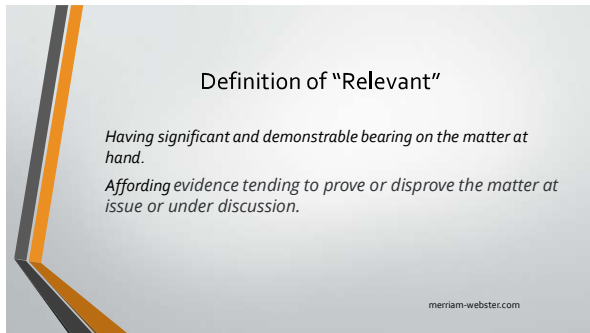 Definition of “Relevant”
Having significant and demonstrable bearing on the matter at
hand.
Affording evidence tending to prove or disprove the matter at
issue or under discussion.
merriam-webster.com